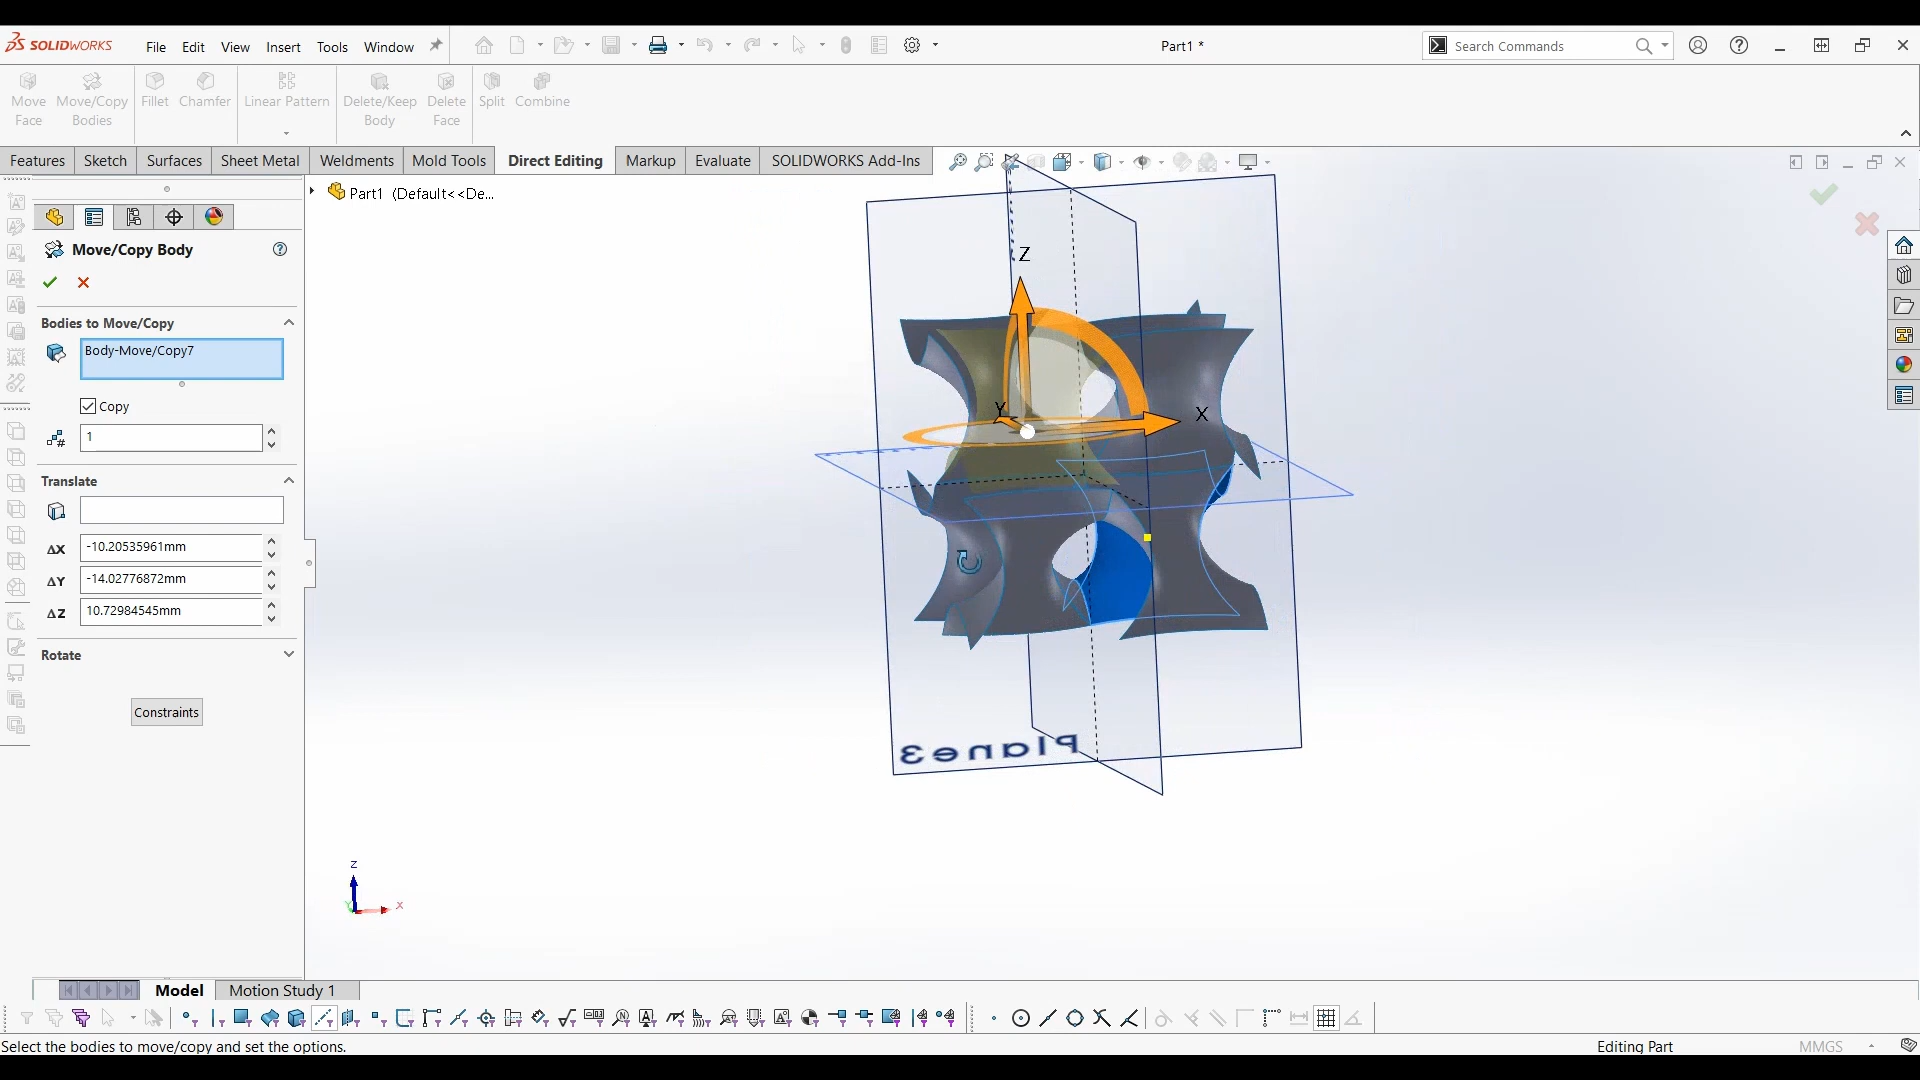 SOLIDWORKS
File Edit View Insert Tools Window
Part1 *
Search Commands
Move Face
Move/Copy Bodies
Fillet
Chamfer
Linear Pattern
Delete/Keep Body
Delete Face
Split
Combine
Features Sketch Surfaces Sheet Metal Weldments Mold Tools Direct Editing Markup Evaluate SOLIDWORKS Add-Ins
Part1 (Default<<De...
Move/Copy Body
Bodies to Move/Copy
Body-Move/Copy7
Copy
1
Translate
ΔX -10.20535961mm
ΔY -14.02776872mm
ΔZ 10.72984545mm
Rotate
Constraints
Z
Y
X
Plane3
Z
Y
X
Model Motion Study 1
Select the bodies to move/copy and set the options.
Editing Part
MMGS